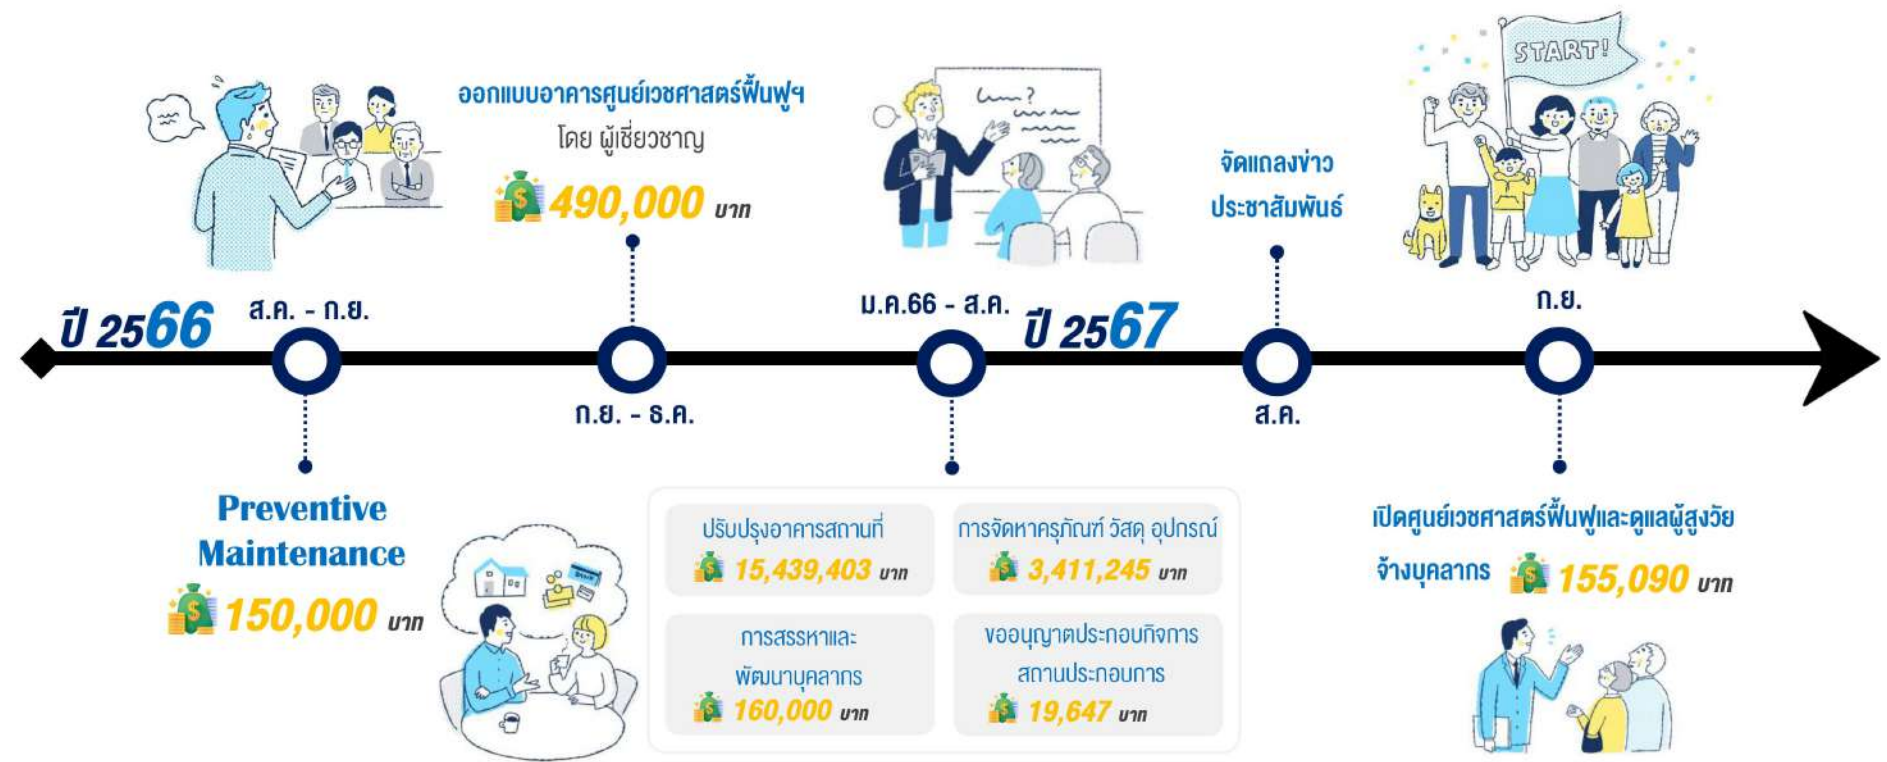 START!
ออกแบบอาคารศูนย์เวชศาสตร์ฟื้นฟูฯ
โดย ผู้เชี่ยวชาญ
490,000 บาท
จัดแถลงข่าว
ประชาสัมพันธ์
ปี 2566
ส.ค. - ก.ย.
ม.ค.66 - ส.ค.
ปี 2567
ก.ย.
ก.ย. - ธ.ค.
ส.ค.
Preventive
Maintenance
150,000 บาท
ปรับปรุงอาคารสถานที่
15,439,403 บาท
การจัดหาครุภัณฑ์ วัสดุ อุปกรณ์
3,411,245 บาท
การสรรหาและ
พัฒนาบุคลากร
160,000 บาท
ขออนุญาตประกอบกิจการ
สถานประกอบการ
19,647 บาท
เปิดศูนย์เวชศาสตร์ฟื้นฟูและดูแลผู้สูงวัย
จ้างบุคลากร 155,090 บาท